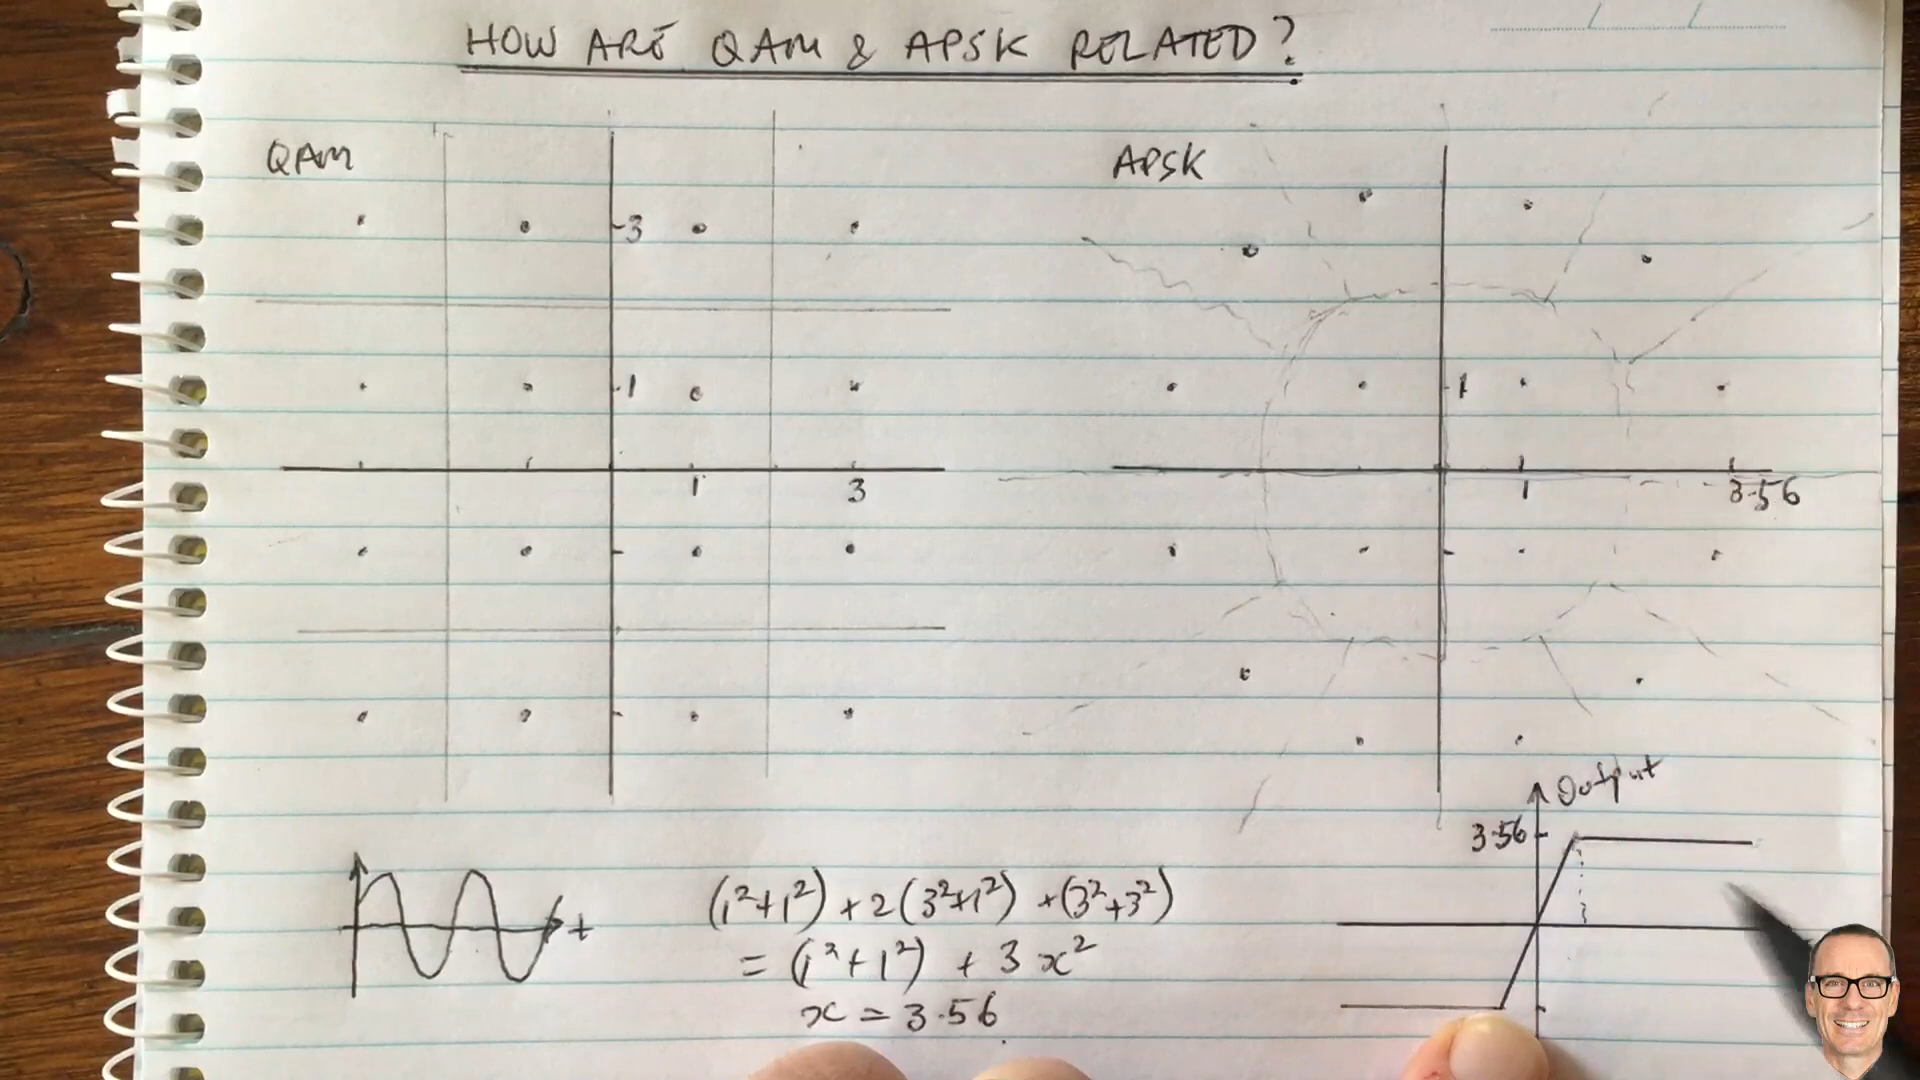 HOW ARE QAM & APSK RELATED?
QAM
APSK
3
1
1
1 3
1 3.56
Output
3.56
t
(1²+1²) + 2(3²+1²) + (3²+3²)
= (1²+1²) + 3x²
x = 3.56